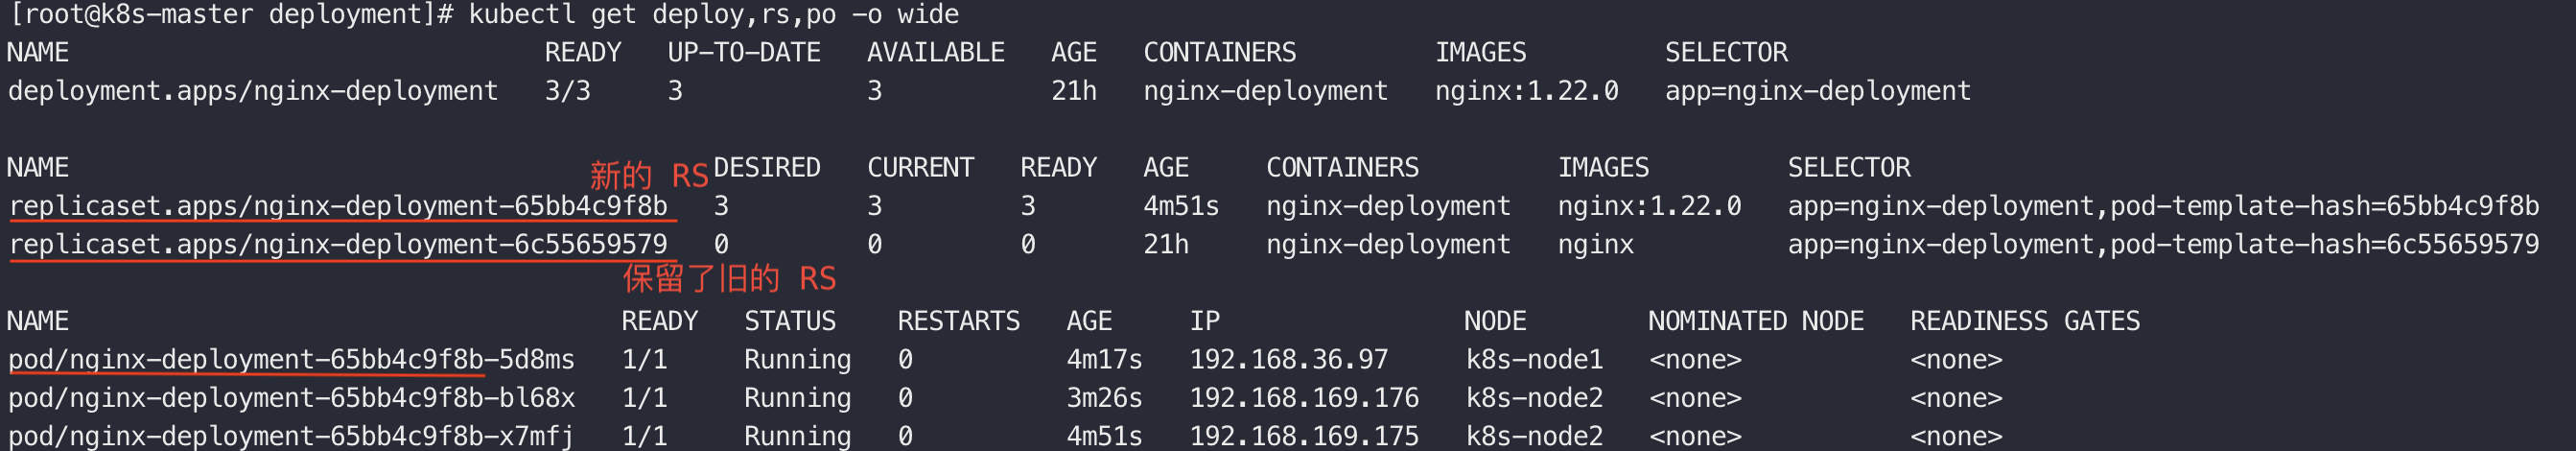 [root@k8s-master deployment]# kubectl get deploy,rs,po -o wide
NAME READY UP-TO-DATE AVAILABLE AGE CONTAINERS IMAGES SELECTOR
deployment.apps/nginx-deployment 3/3 3 3 21h nginx-deployment nginx:1.22.0 app=nginx-deployment
NAME 新的 RS DESIRED CURRENT READY AGE CONTAINERS IMAGES SELECTOR
replicaset.apps/nginx-deployment-65bb4c9f8b 3 3 3 4m51s nginx-deployment nginx:1.22.0 app=nginx-deployment,pod-template-hash=65bb4c9f8b
replicaset.apps/nginx-deployment-6c55659579 0 0 0 21h nginx-deployment nginx app=nginx-deployment,pod-template-hash=6c55659579
保留了旧的 RS
NAME READY STATUS RESTARTS AGE IP NODE NOMINATED NODE READINESS GATES
pod/nginx-deployment-65bb4c9f8b-5d8ms 1/1 Running 0 4m17s 192.168.36.97 k8s-node1 <none> <none>
pod/nginx-deployment-65bb4c9f8b-bl68x 1/1 Running 0 3m26s 192.168.169.176 k8s-node2 <none> <none>
pod/nginx-deployment-65bb4c9f8b-x7mfj 1/1 Running 0 4m51s 192.168.169.175 k8s-node2 <none> <none>